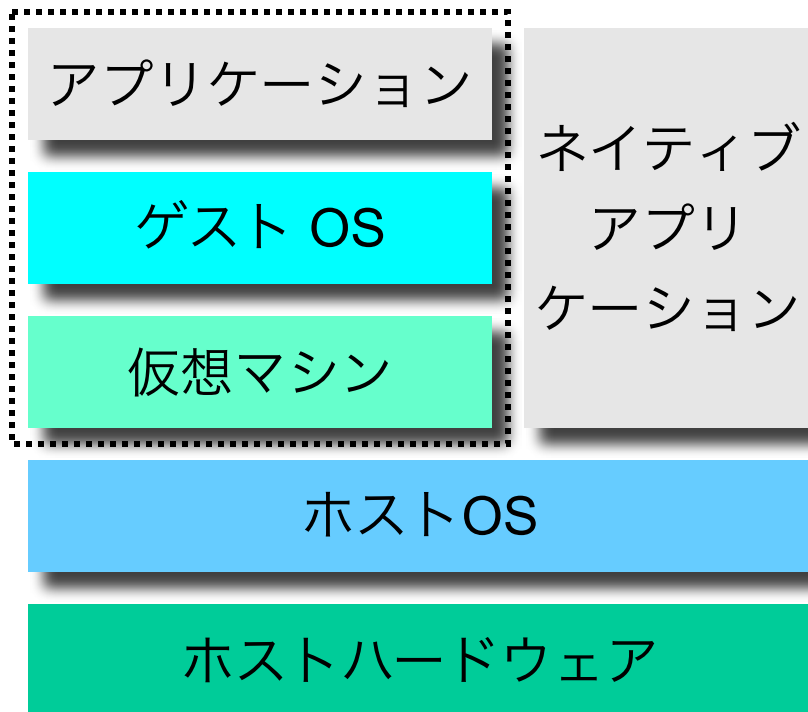 アプリケーション
ゲスト OS
仮想マシン
ネイティブ
アプリ
ケーション
ホストOS
ホストハードウェア